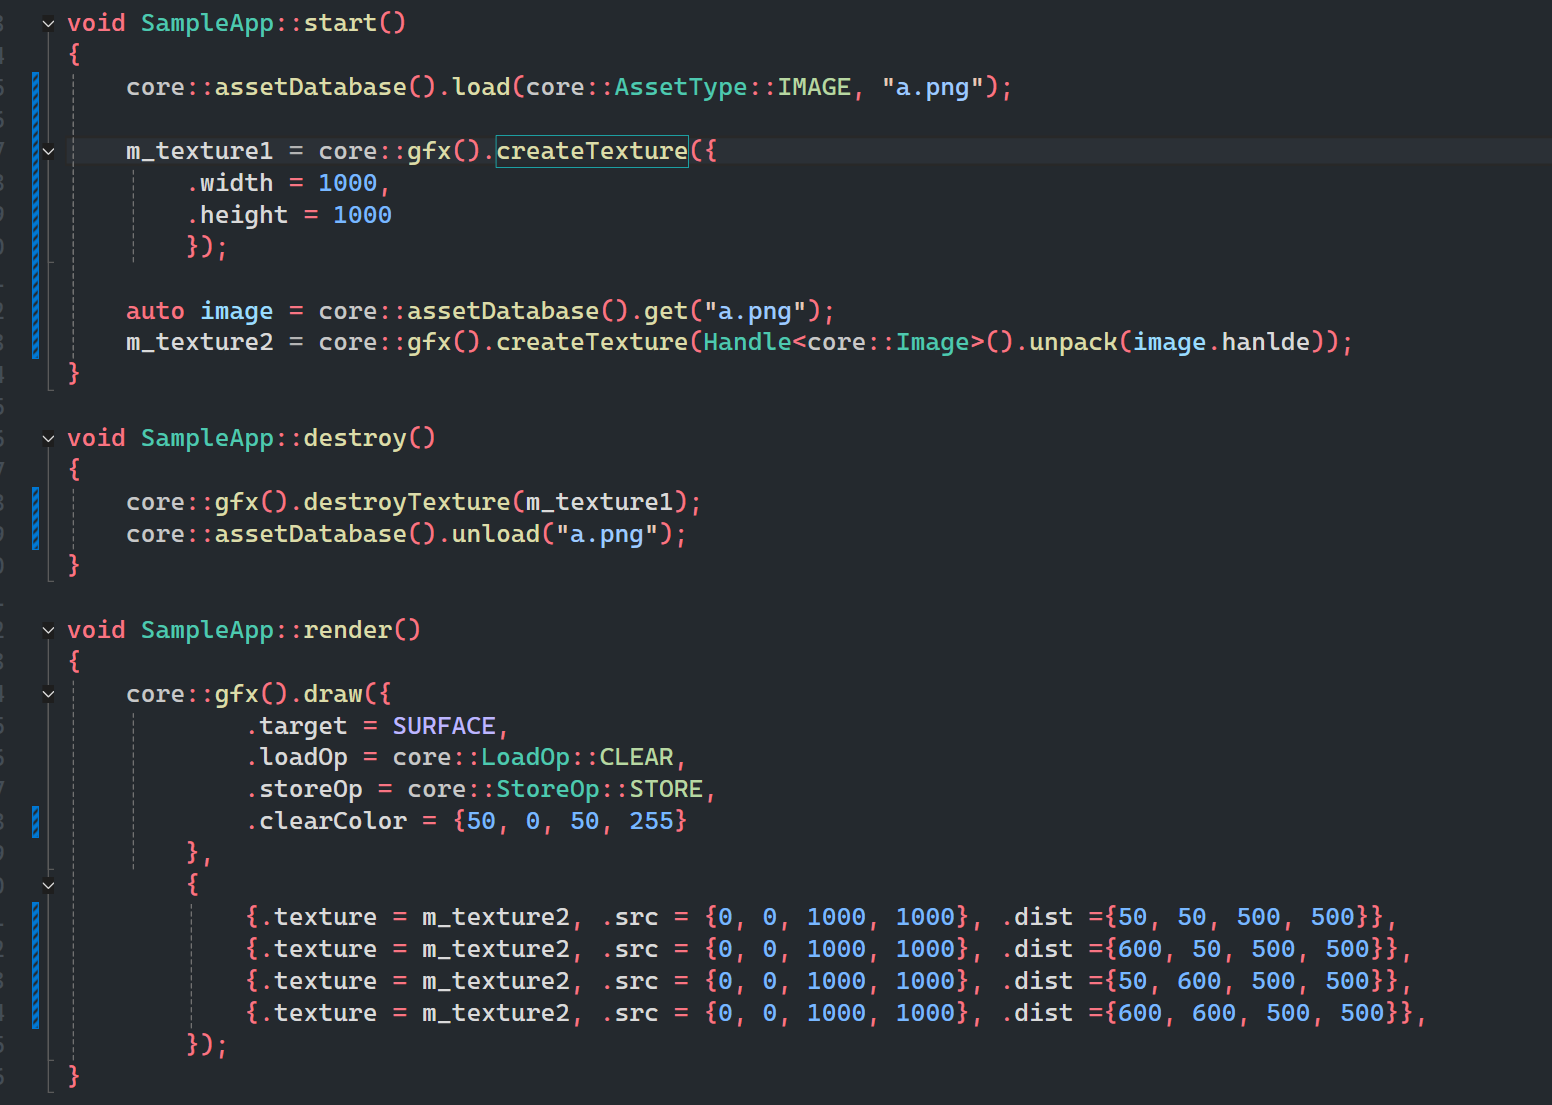 void SampleApp::start()
{
core::assetDatabase().load(core::AssetType::IMAGE, "a.png");
m_texture1 = core::gfx().createTexture({
.width = 1000,
.height = 1000
});
auto image = core::assetDatabase().get("a.png");
m_texture2 = core::gfx().createTexture(Handle<core::Image>().unpack(image.hanlde));
}
void SampleApp::destroy()
{
core::gfx().destroyTexture(m_texture1);
core::assetDatabase().unload("a.png");
}
void SampleApp::render()
{
core::gfx().draw({
.target = SURFACE,
.loadOp = core::LoadOp::CLEAR,
.storeOp = core::StoreOp::STORE,
.clearColor = {50, 0, 50, 255}
},
{
{.texture = m_texture2, .src = {0, 0, 1000, 1000}, .dist ={50, 50, 500, 500}},
{.texture = m_texture2, .src = {0, 0, 1000, 1000}, .dist ={600, 50, 500, 500}},
{.texture = m_texture2, .src = {0, 0, 1000, 1000}, .dist ={50, 600, 500, 500}},
{.texture = m_texture2, .src = {0, 0, 1000, 1000}, .dist ={600, 600, 500, 500}},
});
}